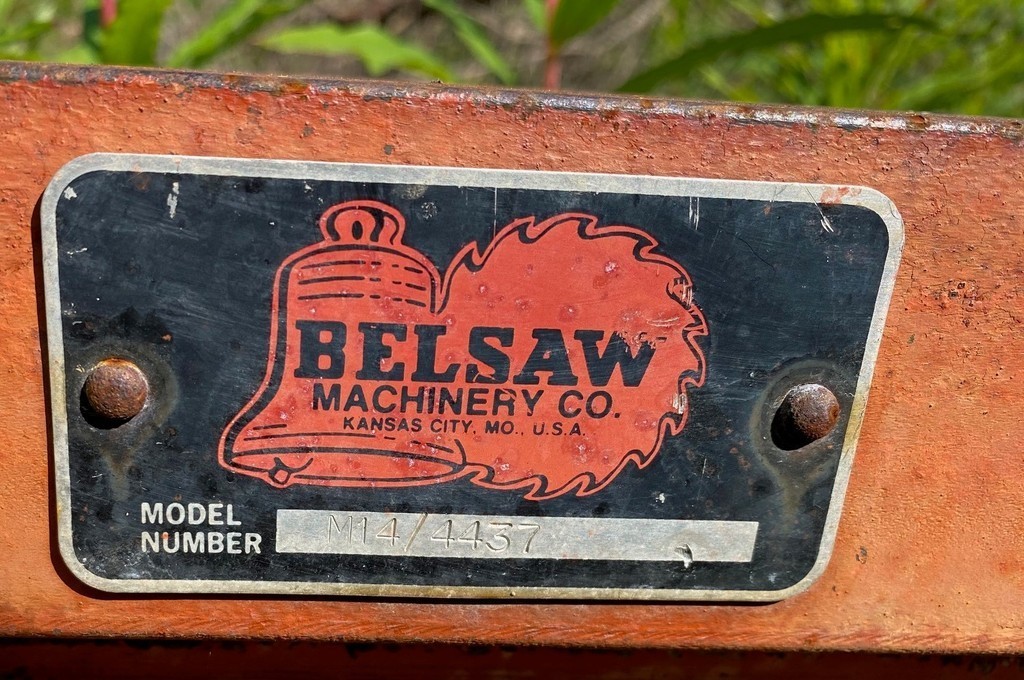 BELSAW
MACHINERY CO.
KANSAS CITY, MO., U.S.A.
MODEL
NUMBER
M14/4437